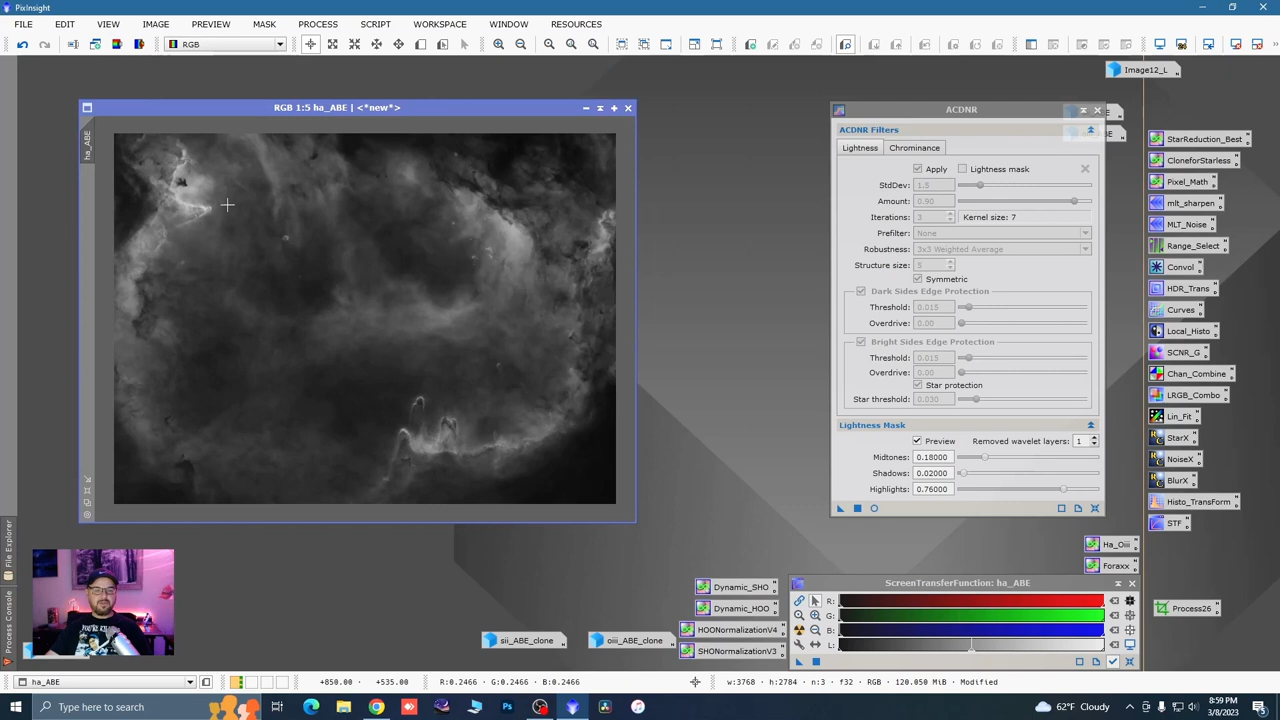 PixInsight
FILE EDIT VIEW IMAGE PREVIEW MASK PROCESS SCRIPT WORKSPACE WINDOW RESOURCES
RGB
Image12_L
RGB 1:5 ha_ABE | <*new*>
ha_ABE
ACDNR
ACDNR Filters
Lightness Chrominance
Apply Lightness mask
StdDev: 1.5
Amount: 0.90
Iterations: 3 Kernel size: 7
Prefilter: None
Robustness: 3x3 Weighted Average
Structure size: 5
Symmetric
Dark Sides Edge Protection
Threshold: 0.015
Overdrive: 0.00
Bright Sides Edge Protection
Threshold: 0.015
Overdrive: 0.00
Star protection
Star threshold: 0.030
Lightness Mask
Preview Removed wavelet layers: 1
Midtones: 0.18000
Shadows: 0.02000
Highlights: 0.76000
StarReduction_Best
CloneforStarless
Pixel_Math
mlt_sharpen
MLT_Noise
Range_Select
Convol
HDR_Trans
Curves
Local_Histo
SCNR_G
Chan_Combine
LRGB_Combo
Lin_Fit
StarX
NoiseX
BlurX
Histo_TransForm
STF
Ha_Oiii
Foraxx
Process26
Dynamic_SHO
Dynamic_HOO
HOONormalizationV4
SHONormalizationV3
sii_ABE_clone
oiii_ABE_clone
ScreenTransferFunction: ha_ABE
R:
G:
B:
L:
File Explorer
Process Console
YOU'RE
ha_ABE
+850.00 +535.00 R:0.2466 G:0.2466 B:0.2466
w:3768 h:2784 n:3 f32 RGB 120.050 MiB Modified
Type here to search
62°F Cloudy
8:59 PM
3/8/2023